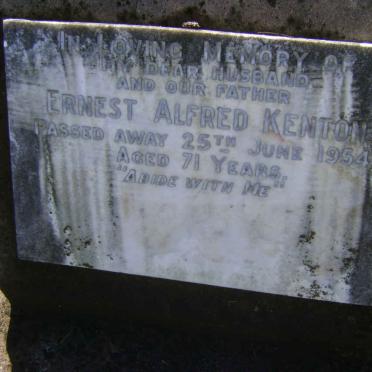 IN LOVING MEMORY OF
MY DEAR HUSBAND
AND OUR FATHER
ERNEST ALFRED KENTON
PASSED AWAY 25TH JUNE 1954
AGED 71 YEARS.
"ABIDE WITH ME"